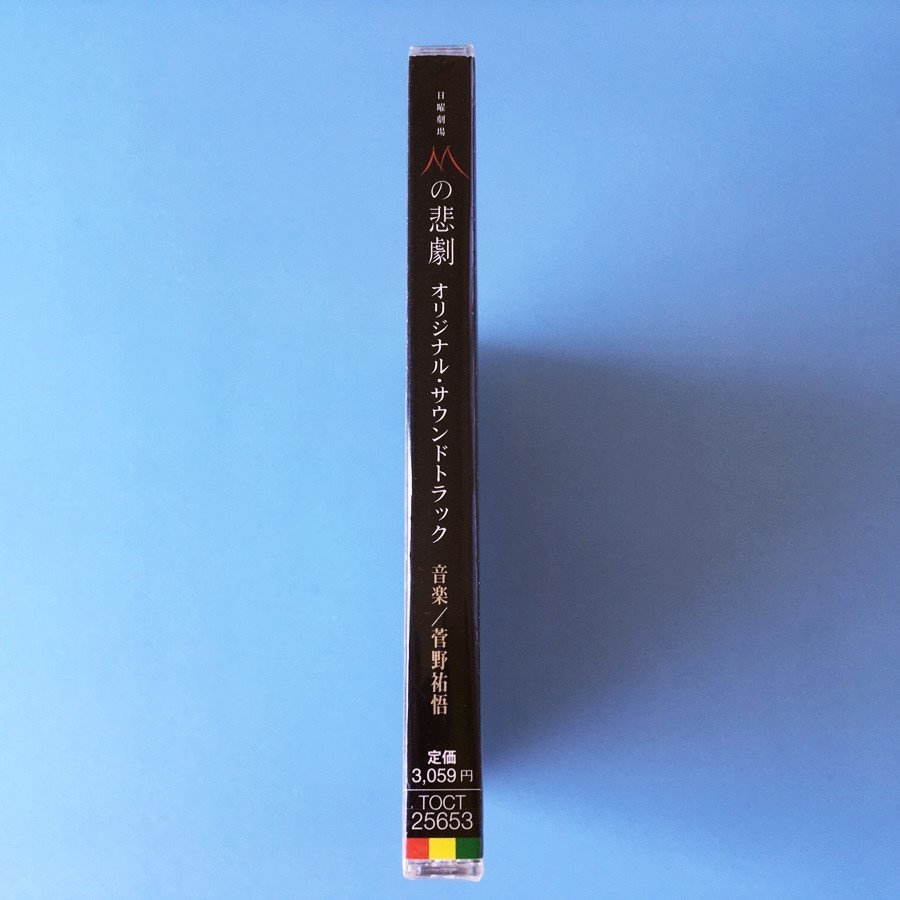 日曜劇場
Mの悲劇
オリジナル・サウンドトラック
音楽/菅野祐悟
定価
3,059円
TOCT
25653